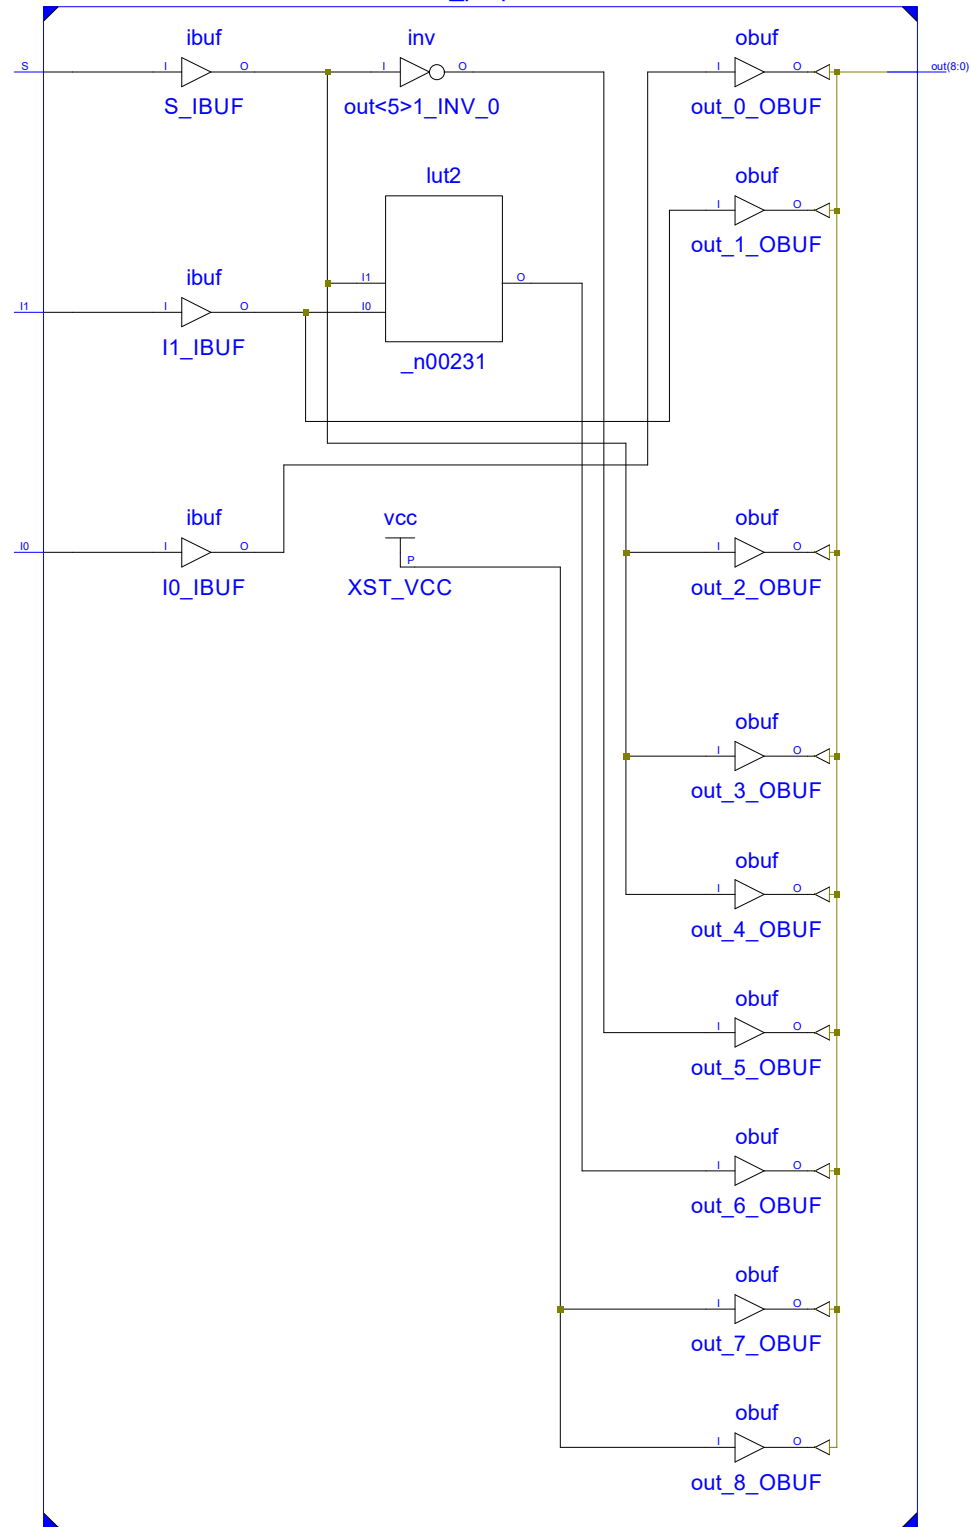 ibuf inv obuf
S I O I O I O out(8:0)
S_IBUF out<5>1_INV_0 out_0_OBUF
lut2 obuf
I O
out_1_OBUF
ibuf I1 O
I1 I O I0
I1_IBUF _n00231
ibuf vcc obuf
I0 I O P I O
I0_IBUF XST_VCC out_2_OBUF
obuf
I O
out_3_OBUF
obuf
I O
out_4_OBUF
obuf
I O
out_5_OBUF
obuf
I O
out_6_OBUF
obuf
I O
out_7_OBUF
obuf
I O
out_8_OBUF